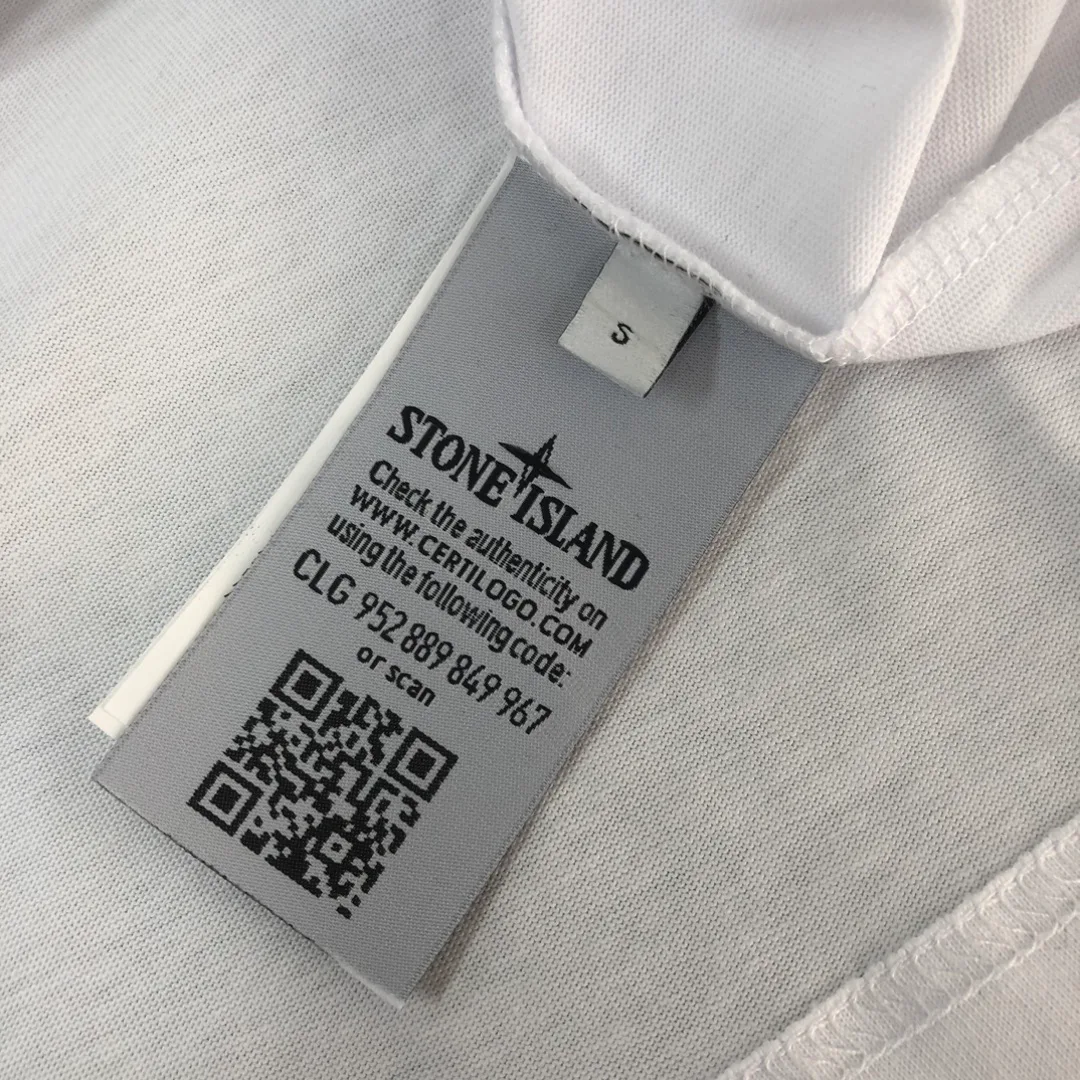 S
STONE ISLAND
Check the authenticity on
WWW.CERTILOGO.COM
using the following code:
CLG 952 889 849 967
or scan